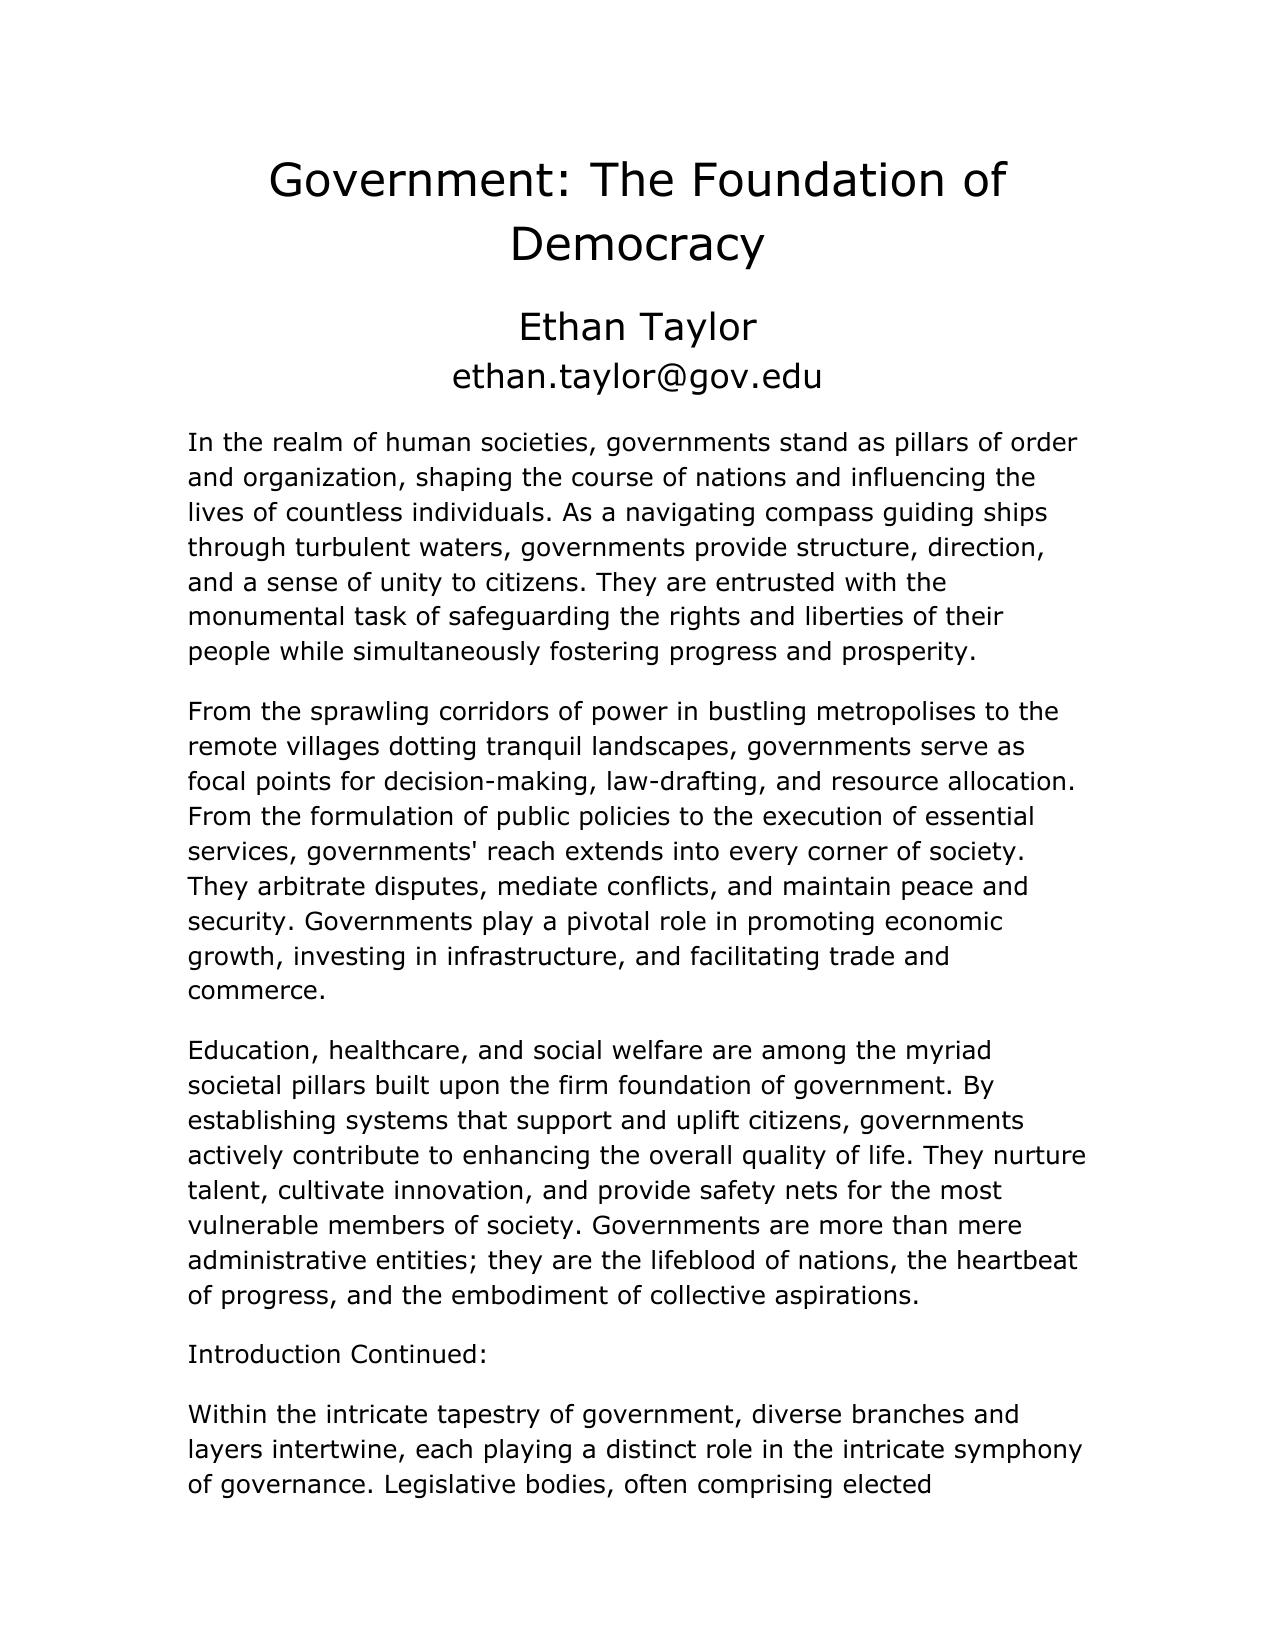 Government: The Foundation of
Democracy
Ethan Taylor
ethan.taylor@gov.edu
In the realm of human societies, governments stand as pillars of order
and organization, shaping the course of nations and influencing the
lives of countless individuals. As a navigating compass guiding ships
through turbulent waters, governments provide structure, direction,
and a sense of unity to citizens. They are entrusted with the
monumental task of safeguarding the rights and liberties of their
people while simultaneously fostering progress and prosperity.
From the sprawling corridors of power in bustling metropolises to the
remote villages dotting tranquil landscapes, governments serve as
focal points for decision-making, law-drafting, and resource allocation.
From the formulation of public policies to the execution of essential
services, governments' reach extends into every corner of society.
They arbitrate disputes, mediate conflicts, and maintain peace and
security. Governments play a pivotal role in promoting economic
growth, investing in infrastructure, and facilitating trade and
commerce.
Education, healthcare, and social welfare are among the myriad
societal pillars built upon the firm foundation of government. By
establishing systems that support and uplift citizens, governments
actively contribute to enhancing the overall quality of life. They nurture
talent, cultivate innovation, and provide safety nets for the most
vulnerable members of society. Governments are more than mere
administrative entities; they are the lifeblood of nations, the heartbeat
of progress, and the embodiment of collective aspirations.
Introduction Continued:
Within the intricate tapestry of government, diverse branches and
layers intertwine, each playing a distinct role in the intricate symphony
of governance. Legislative bodies, often comprising elected